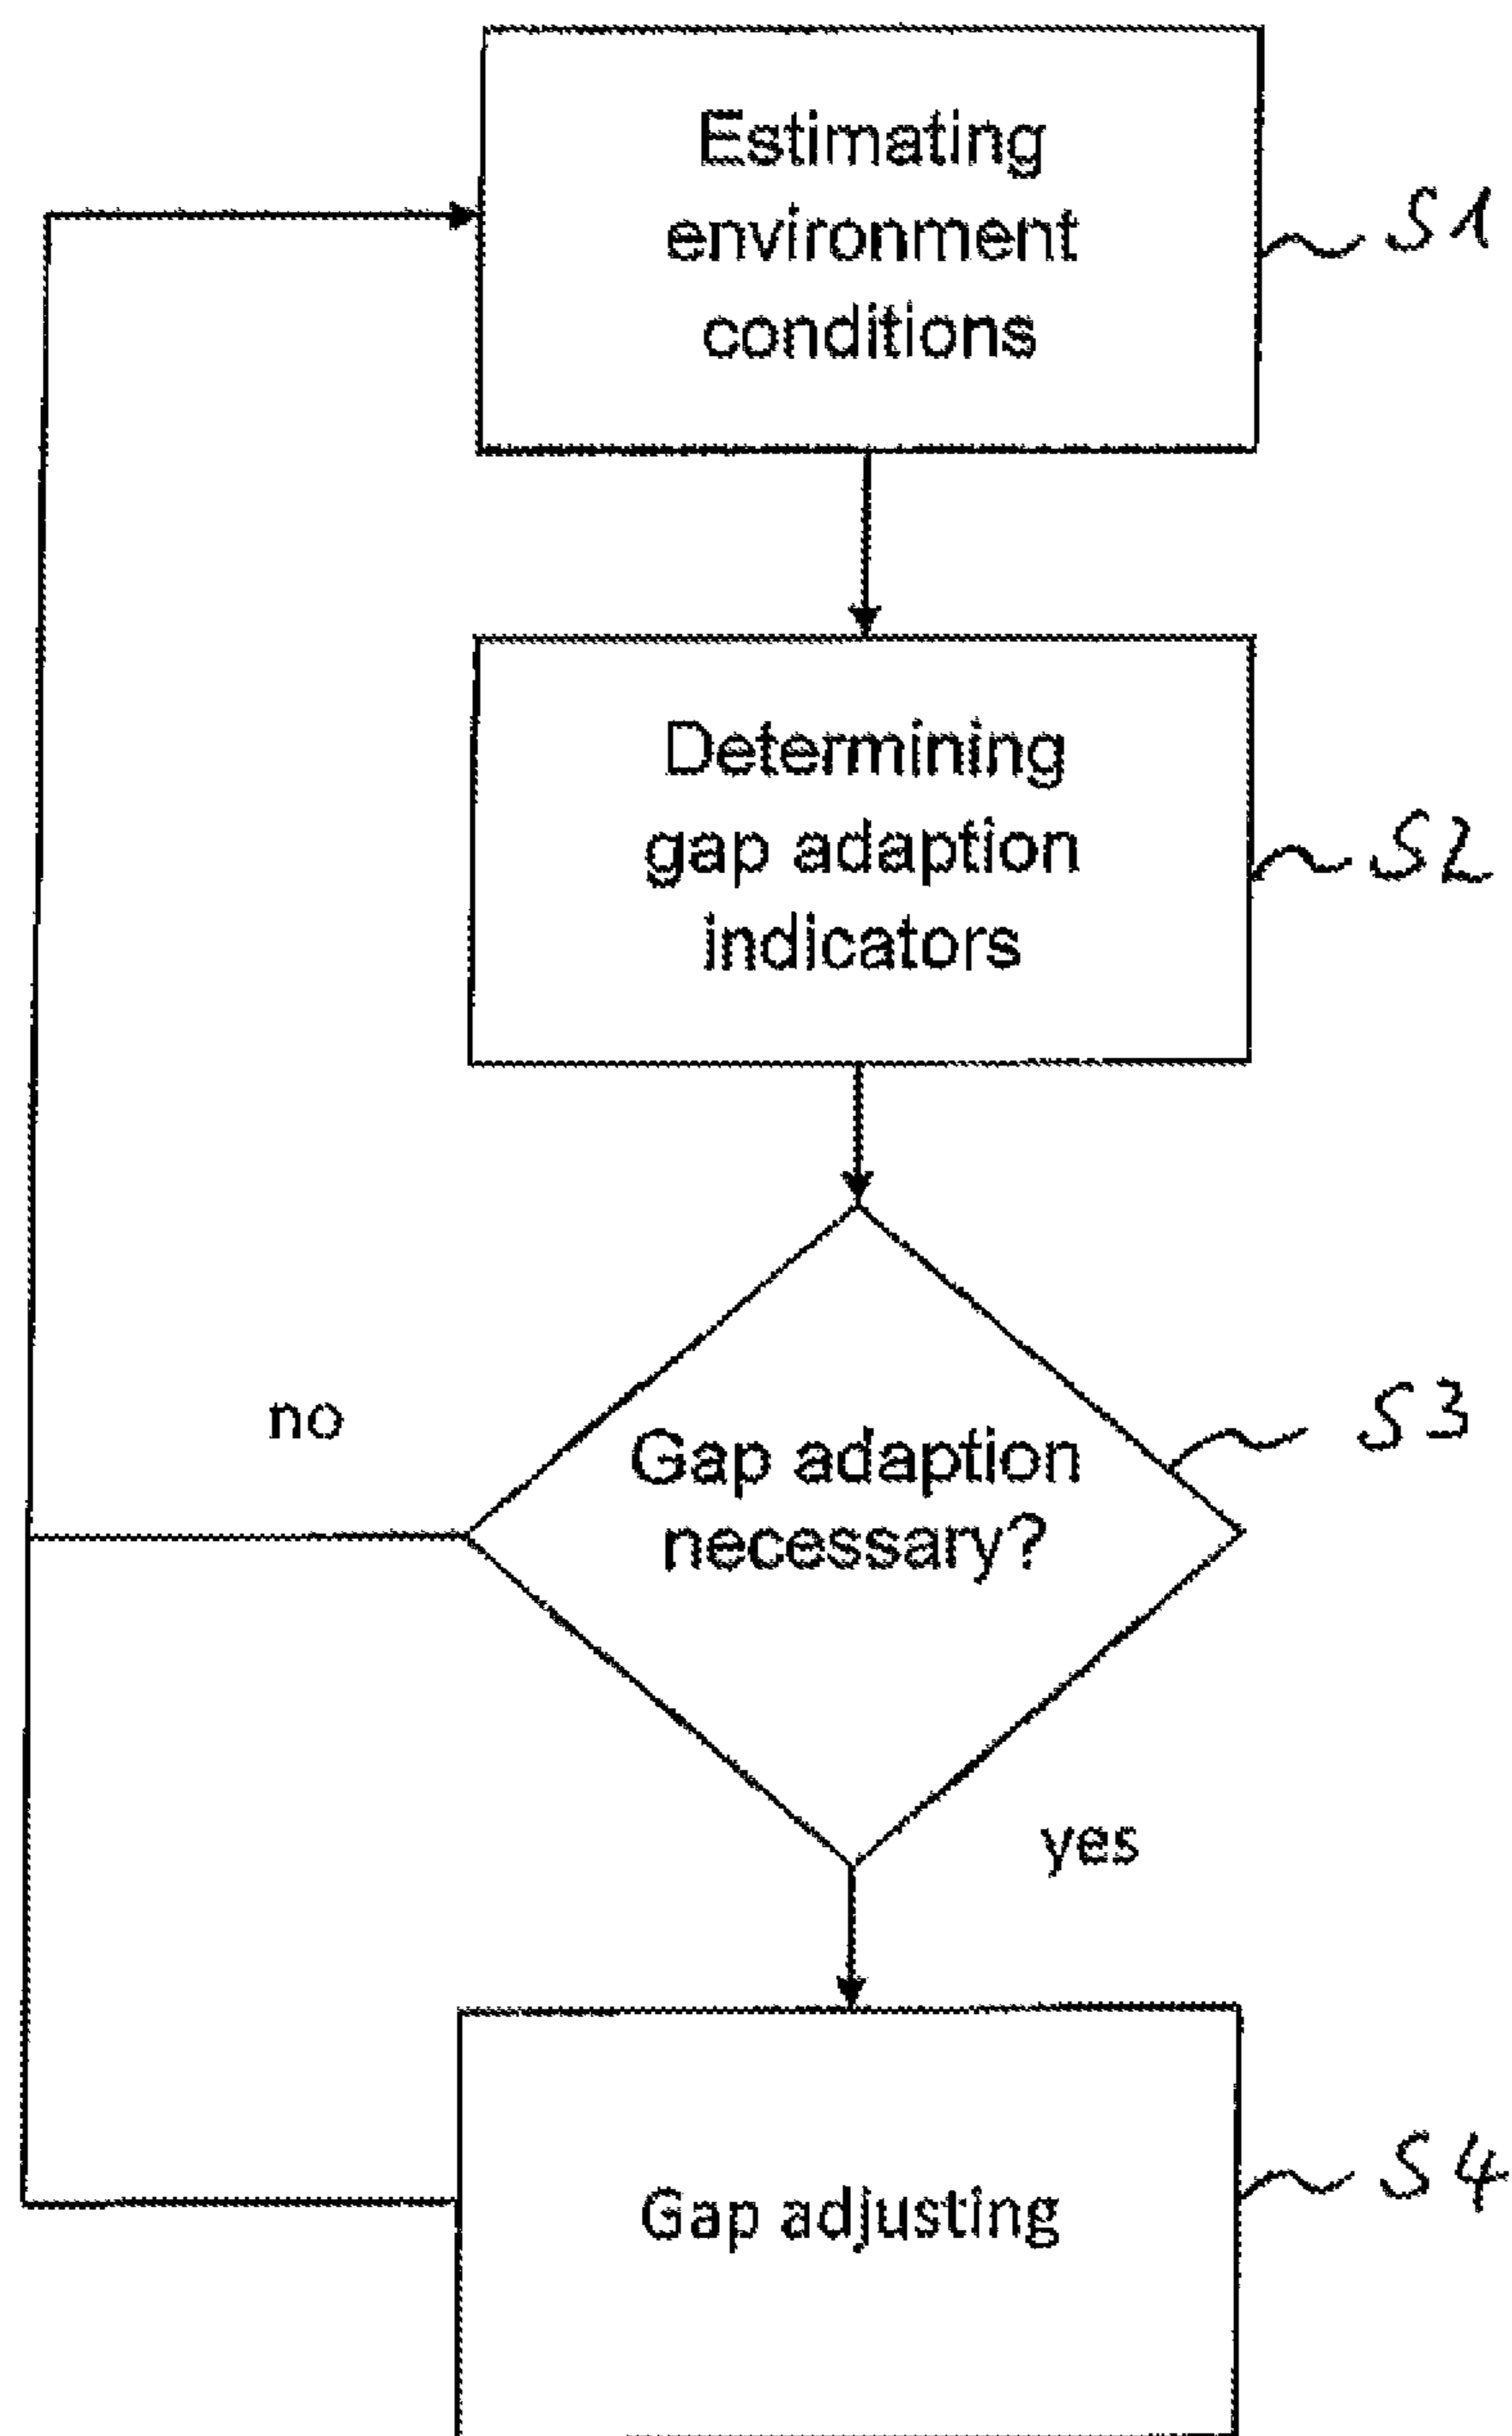 Estimating
environment
conditions
S1
Determining
gap adaption
indicators
S2
no
Gap adaption
necessary?
S3
yes
Gap adjusting
S4